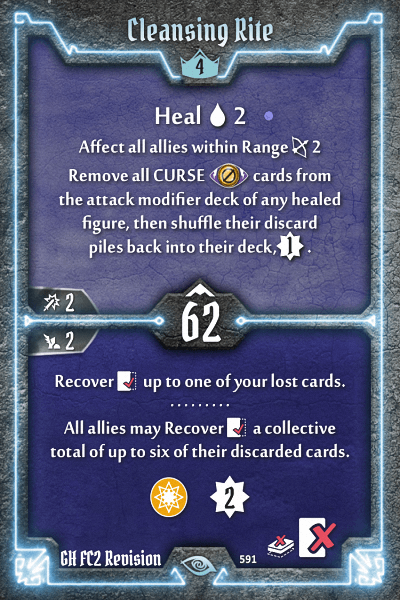 Cleansing Rite
4
Heal 2
Affect all allies within Range 2
Remove all CURSE cards from
the attack modifier deck of any healed
figure, then shuffle their discard
piles back into their deck, 1 .
2
62
2
Recover up to one of your lost cards.
.........
All allies may Recover a collective
total of up to six of their discarded cards.
2
GH FC2 Revision
591